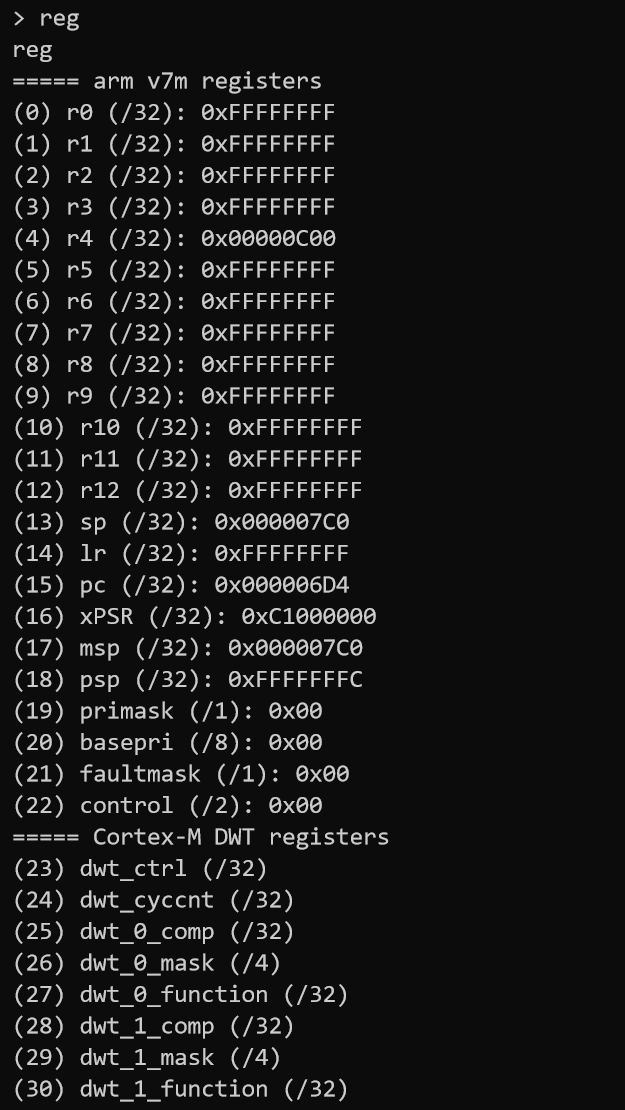 > reg
reg
===== arm v7m registers
(0) r0 (/32): 0xFFFFFFFF
(1) r1 (/32): 0xFFFFFFFF
(2) r2 (/32): 0xFFFFFFFF
(3) r3 (/32): 0xFFFFFFFF
(4) r4 (/32): 0x00000C00
(5) r5 (/32): 0xFFFFFFFF
(6) r6 (/32): 0xFFFFFFFF
(7) r7 (/32): 0xFFFFFFFF
(8) r8 (/32): 0xFFFFFFFF
(9) r9 (/32): 0xFFFFFFFF
(10) r10 (/32): 0xFFFFFFFF
(11) r11 (/32): 0xFFFFFFFF
(12) r12 (/32): 0xFFFFFFFF
(13) sp (/32): 0x000007C0
(14) lr (/32): 0xFFFFFFFF
(15) pc (/32): 0x000006D4
(16) xPSR (/32): 0xC1000000
(17) msp (/32): 0x000007C0
(18) psp (/32): 0xFFFFFFFC
(19) primask (/1): 0x00
(20) basepri (/8): 0x00
(21) faultmask (/1): 0x00
(22) control (/2): 0x00
===== Cortex-M DWT registers
(23) dwt_ctrl (/32)
(24) dwt_cyccnt (/32)
(25) dwt_0_comp (/32)
(26) dwt_0_mask (/4)
(27) dwt_0_function (/32)
(28) dwt_1_comp (/32)
(29) dwt_1_mask (/4)
(30) dwt_1_function (/32)